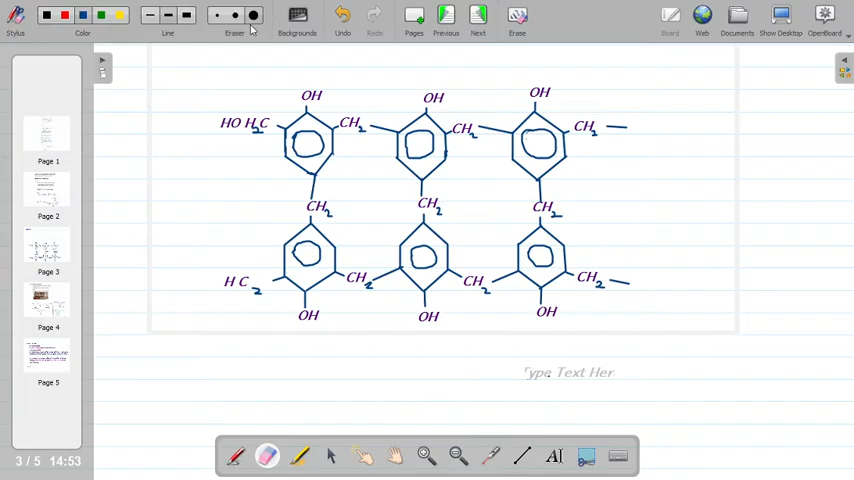 Stylus Color Line Eraser Backgrounds Undo Redo Pages Previous Next Erase Board Web Documants Show Desktop OpenBoard
OH OH OH
HO H2C CH2 CH2 CH2
CH2 CH2 CH2
H C2 CH2 CH2 CH2
OH OH OH
Type Text Her
Page 1
Page 2
Page 3
Page 4
Page 5
3 / 5 14:53
AI